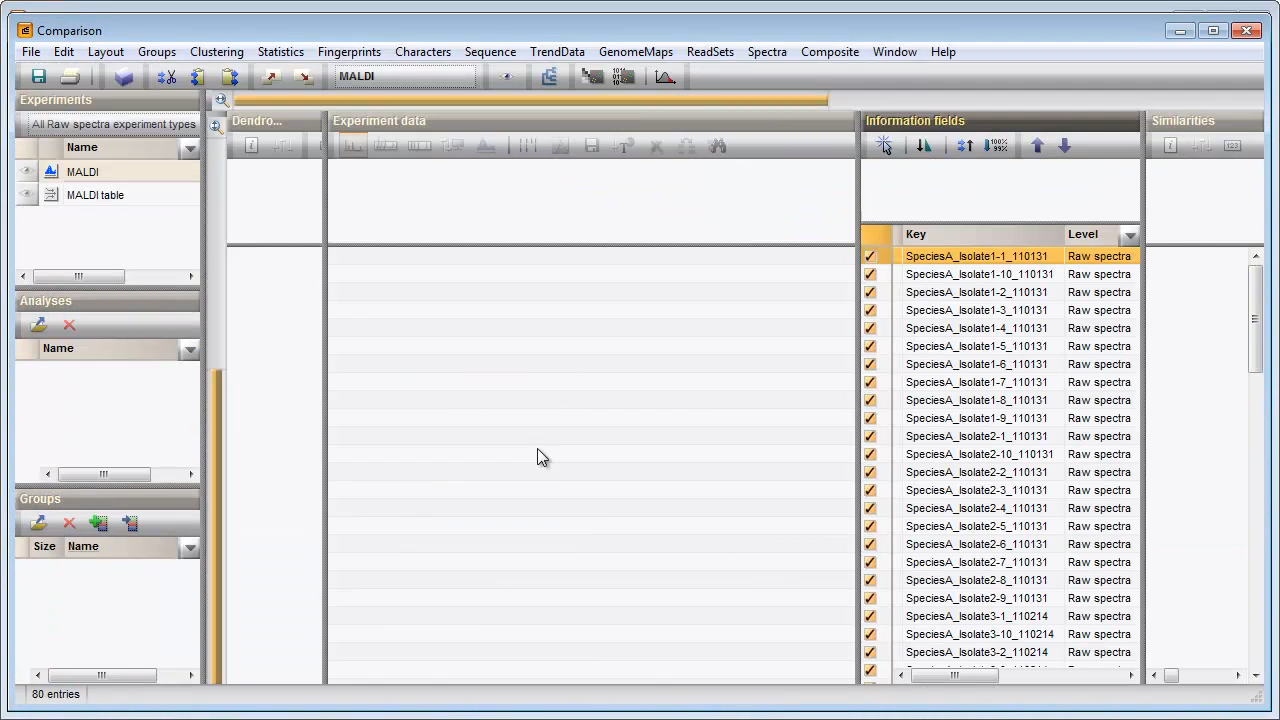 Comparison
File Edit Layout Groups Clustering Statistics Fingerprints Characters Sequence TrendData GenomeMaps ReadSets Spectra Composite Window Help
MALDI
Experiments
All Raw spectra experiment types
Name
MALDI
MALDI table
Analyses
Name
Groups
Size Name
80 entries
Dendro...
Experiment data
Information fields
Key Level
SpeciesA_Isolate1-1_110131 Raw spectra
SpeciesA_Isolate1-10_110131 Raw spectra
SpeciesA_Isolate1-2_110131 Raw spectra
SpeciesA_Isolate1-3_110131 Raw spectra
SpeciesA_Isolate1-4_110131 Raw spectra
SpeciesA_Isolate1-5_110131 Raw spectra
SpeciesA_Isolate1-6_110131 Raw spectra
SpeciesA_Isolate1-7_110131 Raw spectra
SpeciesA_Isolate1-8_110131 Raw spectra
SpeciesA_Isolate1-9_110131 Raw spectra
SpeciesA_Isolate2-1_110131 Raw spectra
SpeciesA_Isolate2-10_110131 Raw spectra
SpeciesA_Isolate2-2_110131 Raw spectra
SpeciesA_Isolate2-3_110131 Raw spectra
SpeciesA_Isolate2-4_110131 Raw spectra
SpeciesA_Isolate2-5_110131 Raw spectra
SpeciesA_Isolate2-6_110131 Raw spectra
SpeciesA_Isolate2-7_110131 Raw spectra
SpeciesA_Isolate2-8_110131 Raw spectra
SpeciesA_Isolate2-9_110131 Raw spectra
SpeciesA_Isolate3-1_110214 Raw spectra
SpeciesA_Isolate3-10_110214 Raw spectra
SpeciesA_Isolate3-2_110214 Raw spectra
Similarities